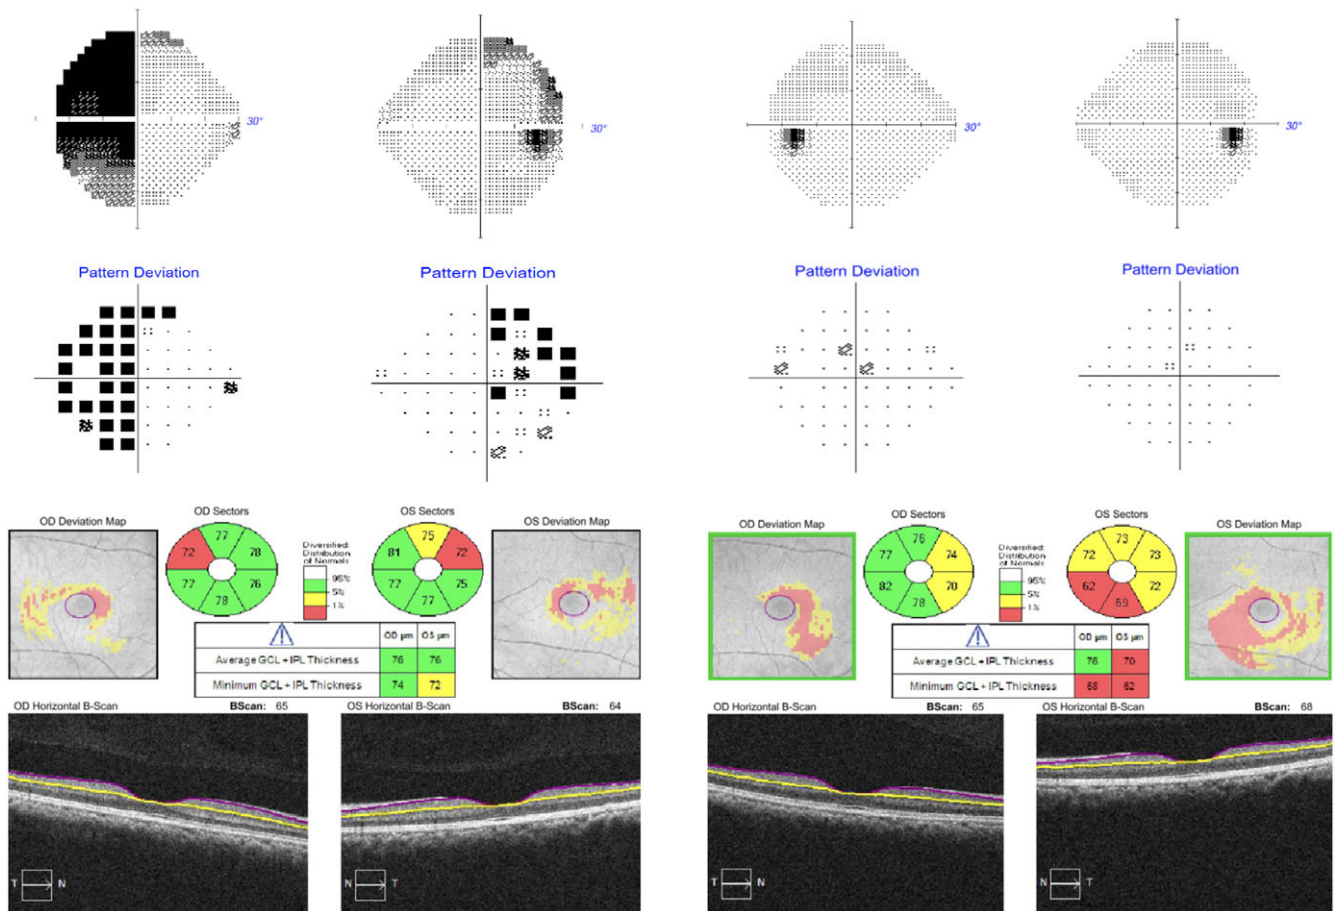 30°
30°
30°
30°
Pattern Deviation
Pattern Deviation
Pattern Deviation
Pattern Deviation
OD Deviation Map
OD Sectors
OS Sectors
OS Deviation Map
77
78
76
78
77
72
75
72
75
77
77
81
Diversified:
Distribution
of Normals
95%
5%
1%
OD μm OS μm
Average GCL + IPL Thickness 76 76
Minimum GCL + IPL Thickness 74 72
OD Horizontal B-Scan BScan: 65
OS Horizontal B-Scan BScan: 64
T N
N T
OD Deviation Map
OD Sectors
OS Sectors
OS Deviation Map
76
74
70
78
82
77
73
73
72
69
62
72
Diversified:
Distribution
of Normals
95%
5%
1%
OD μm OS μm
Average GCL + IPL Thickness 76 70
Minimum GCL + IPL Thickness 68 62
OD Horizontal B-Scan BScan: 65
OS Horizontal B-Scan BScan: 68
T N
N T